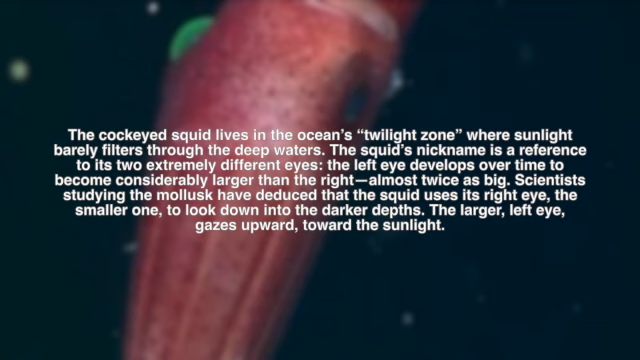 The cockeyed squid lives in the ocean’s “twilight zone” where sunlight
barely filters through the deep waters. The squid’s nickname is a reference
to its two extremely different eyes: the left eye develops over time to
become considerably larger than the right—almost twice as big. Scientists
studying the mollusk have deduced that the squid uses its right eye, the
smaller one, to look down into the darker depths. The larger, left eye,
gazes upward, toward the sunlight.